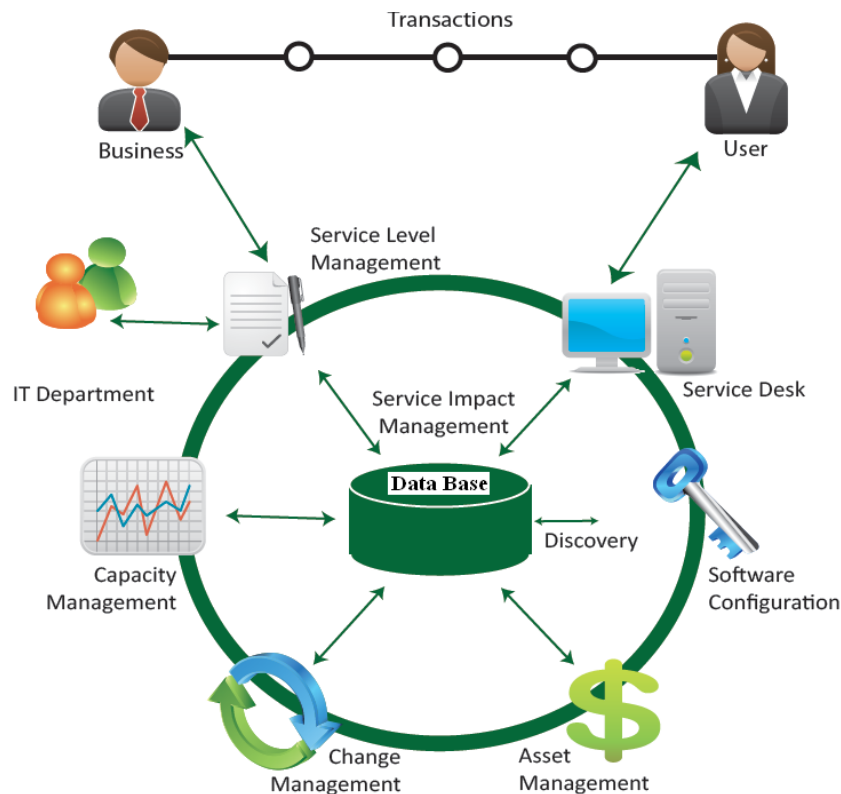 Transactions
Business
User
Service Level
Management
IT Department
Service Impact
Management
Service Desk
Data Base
Discovery
Capacity
Management
Software
Configuration
Change
Management
Asset
Management